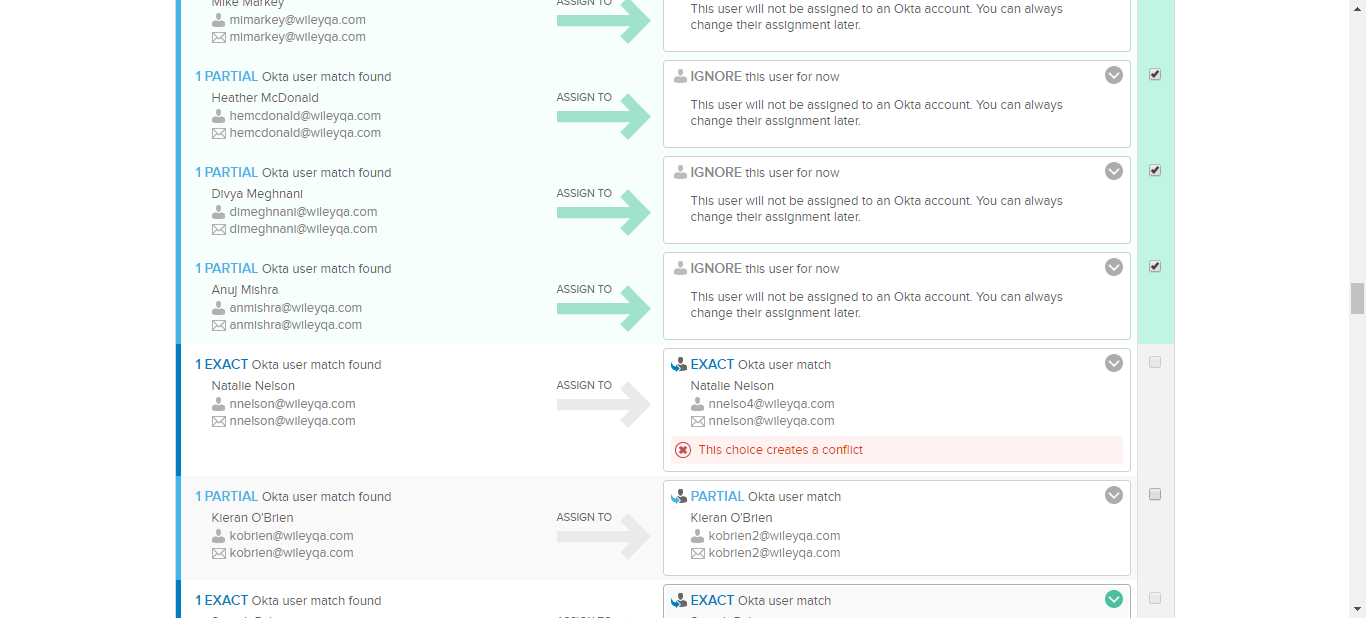 Mike Markey
mimarkey@wileyqa.com
mimarkey@wileyqa.com
ASSIGN TO
This user will not be assigned to an Okta account. You can always
change their assignment later.
1 PARTIAL Okta user match found
Heather McDonald
hemcdonald@wileyqa.com
hemcdonald@wileyqa.com
ASSIGN TO
IGNORE this user for now
This user will not be assigned to an Okta account. You can always
change their assignment later.
1 PARTIAL Okta user match found
Divya Meghnani
dimeghnani@wileyqa.com
dimeghnani@wileyqa.com
ASSIGN TO
IGNORE this user for now
This user will not be assigned to an Okta account. You can always
change their assignment later.
1 PARTIAL Okta user match found
Anuj Mishra
anmishra@wileyqa.com
anmishra@wileyqa.com
ASSIGN TO
IGNORE this user for now
This user will not be assigned to an Okta account. You can always
change their assignment later.
1 EXACT Okta user match found
Natalie Nelson
nnelson@wileyqa.com
nnelson@wileyqa.com
ASSIGN TO
EXACT Okta user match
Natalie Nelson
nnelso4@wileyqa.com
nnelson@wileyqa.com
This choice creates a conflict
1 PARTIAL Okta user match found
Kieran O'Brien
kobrien@wileyqa.com
kobrien@wileyqa.com
ASSIGN TO
PARTIAL Okta user match
Kieran O'Brien
kobrien2@wileyqa.com
kobrien2@wileyqa.com
1 EXACT Okta user match found
ASSIGN TO
EXACT Okta user match